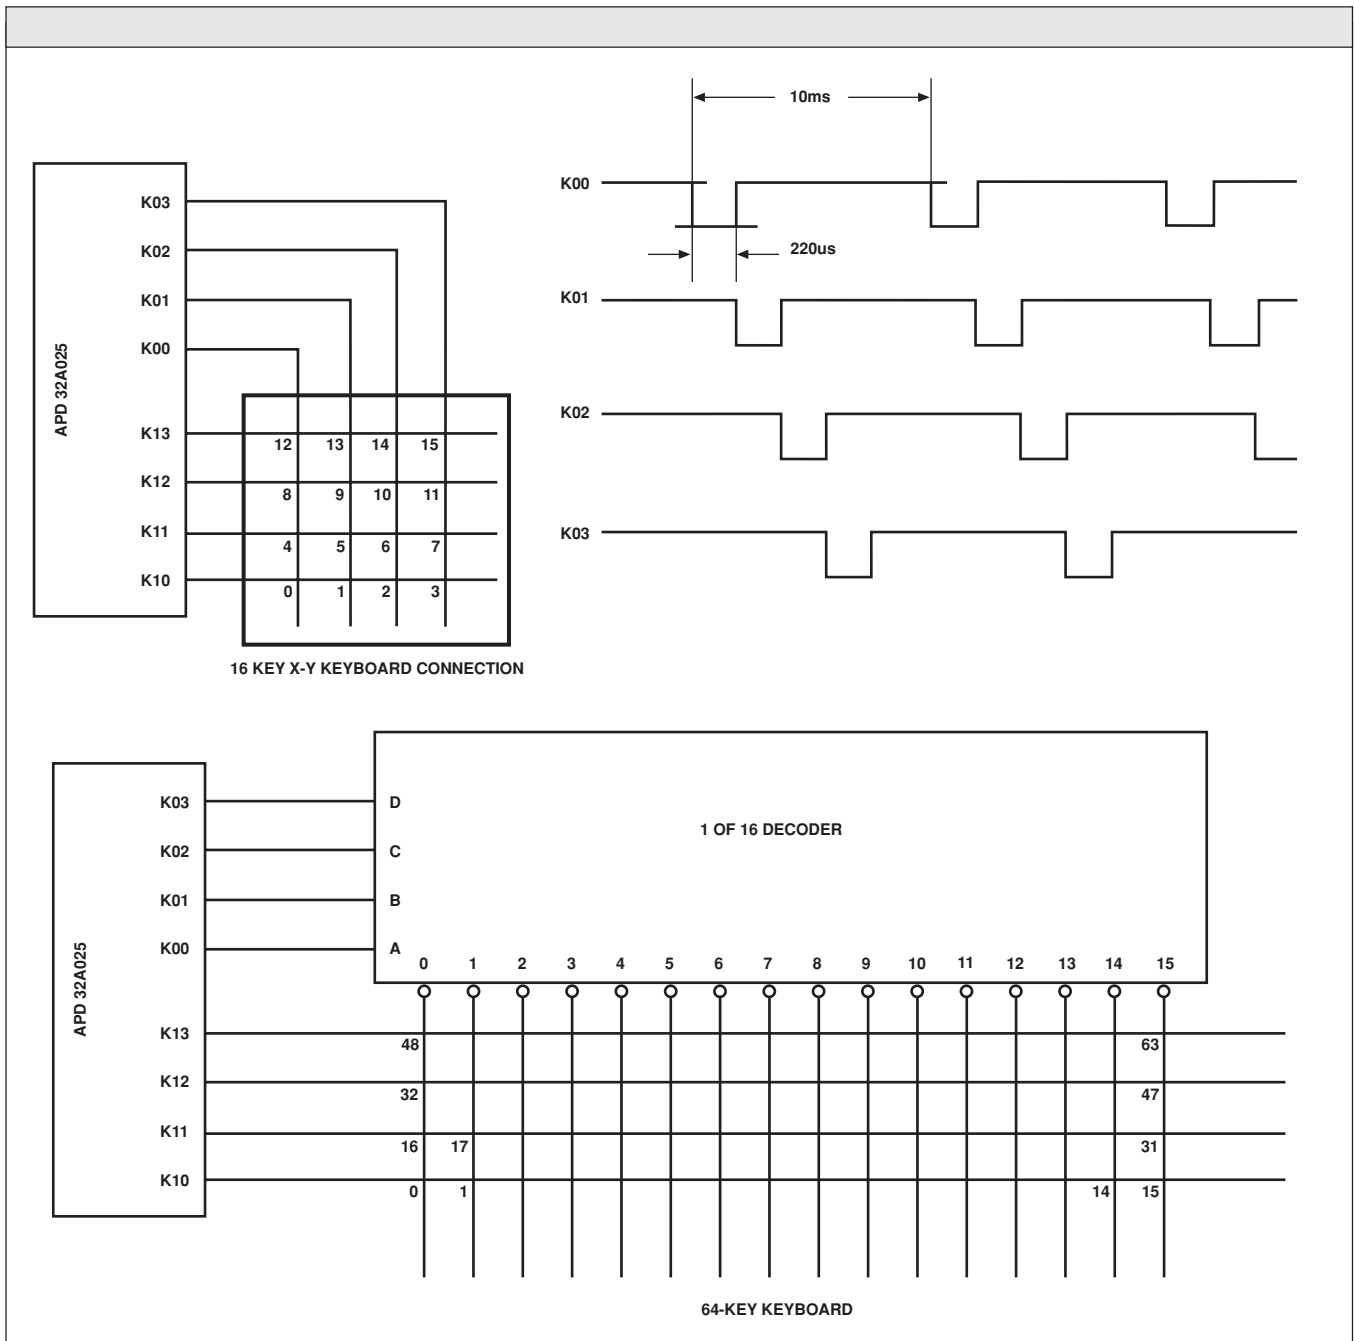 10ms
K00
220us
K01
K02
K03
APD 32A025
K03
K02
K01
K00
K13
K12
K11
K10
12 13 14 15
8 9 10 11
4 5 6 7
0 1 2 3
16 KEY X-Y KEYBOARD CONNECTION
APD 32A025
K03
K02
K01
K00
K13
K12
K11
K10
D
C
B
A
1 OF 16 DECODER
0 1 2 3 4 5 6 7 8 9 10 11 12 13 14 15
48 63
32 47
16 17 31
0 1 14 15
64-KEY KEYBOARD